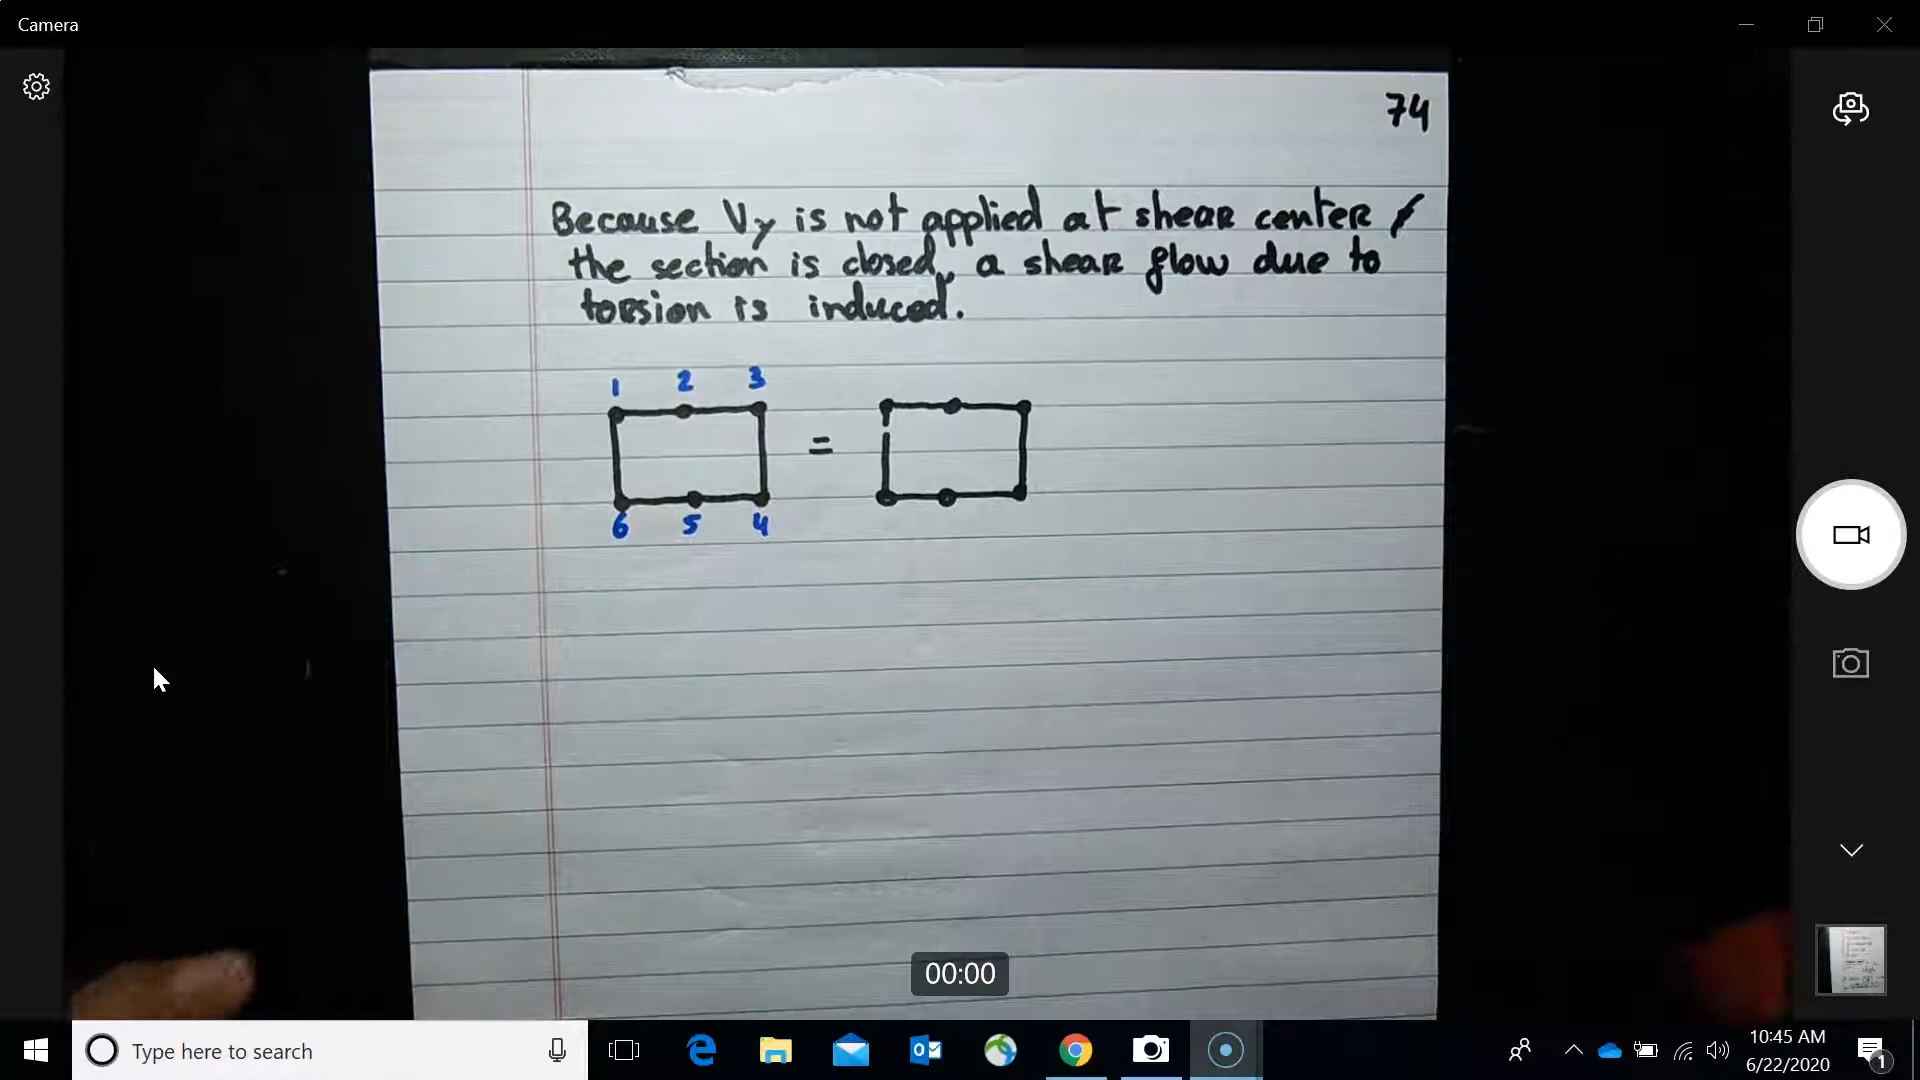 Camera
74
Because Vy is not applied at shear center &
the section is closed, a shear flow due to
torsion is induced.
1 2 3
=
6 5 4
00:00
Type here to search
10:45 AM
6/22/2020
1